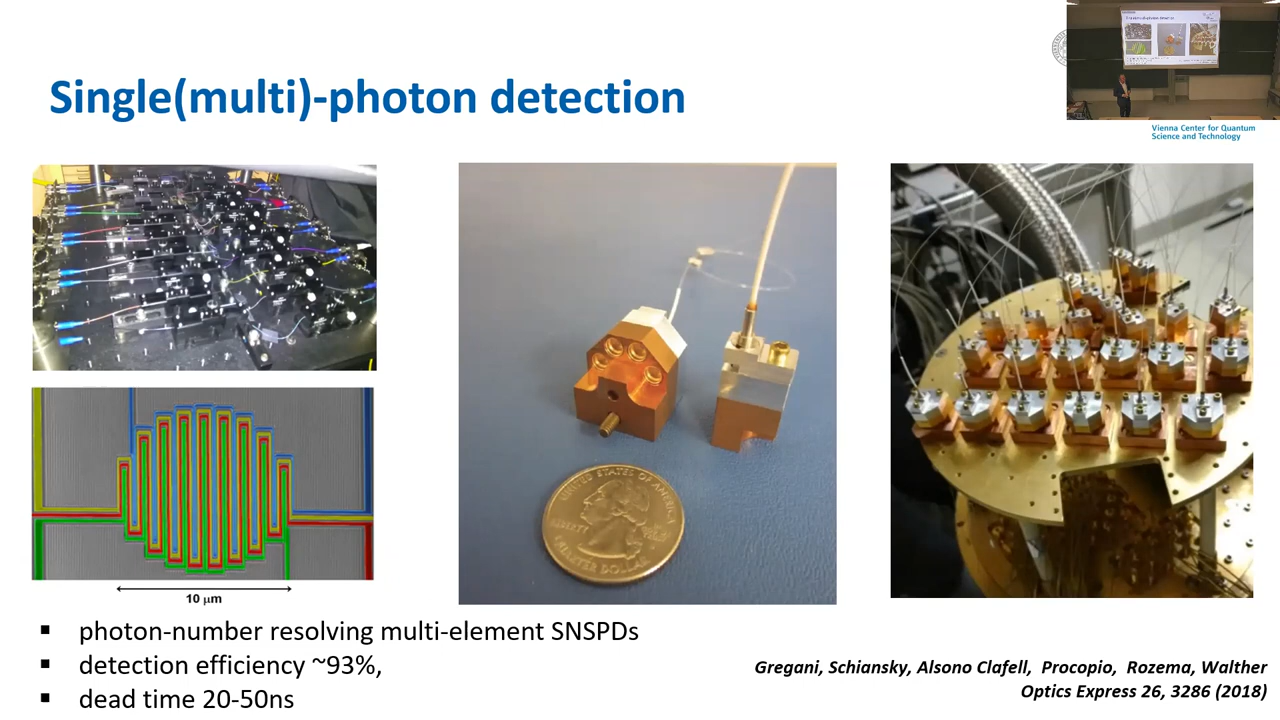 Single(multi)-photon detection
Vienna Center for Quantum
Science and Technology
UNITED STATES OF AMERICA
LIBERTY
QUARTER DOLLAR
10 μm
▪ photon-number resolving multi-element SNSPDs
▪ detection efficiency ~93%,
▪ dead time 20-50ns
Gregani, Schiansky, Alsono Clafell, Procopio, Rozema, Walther
Optics Express 26, 3286 (2018)